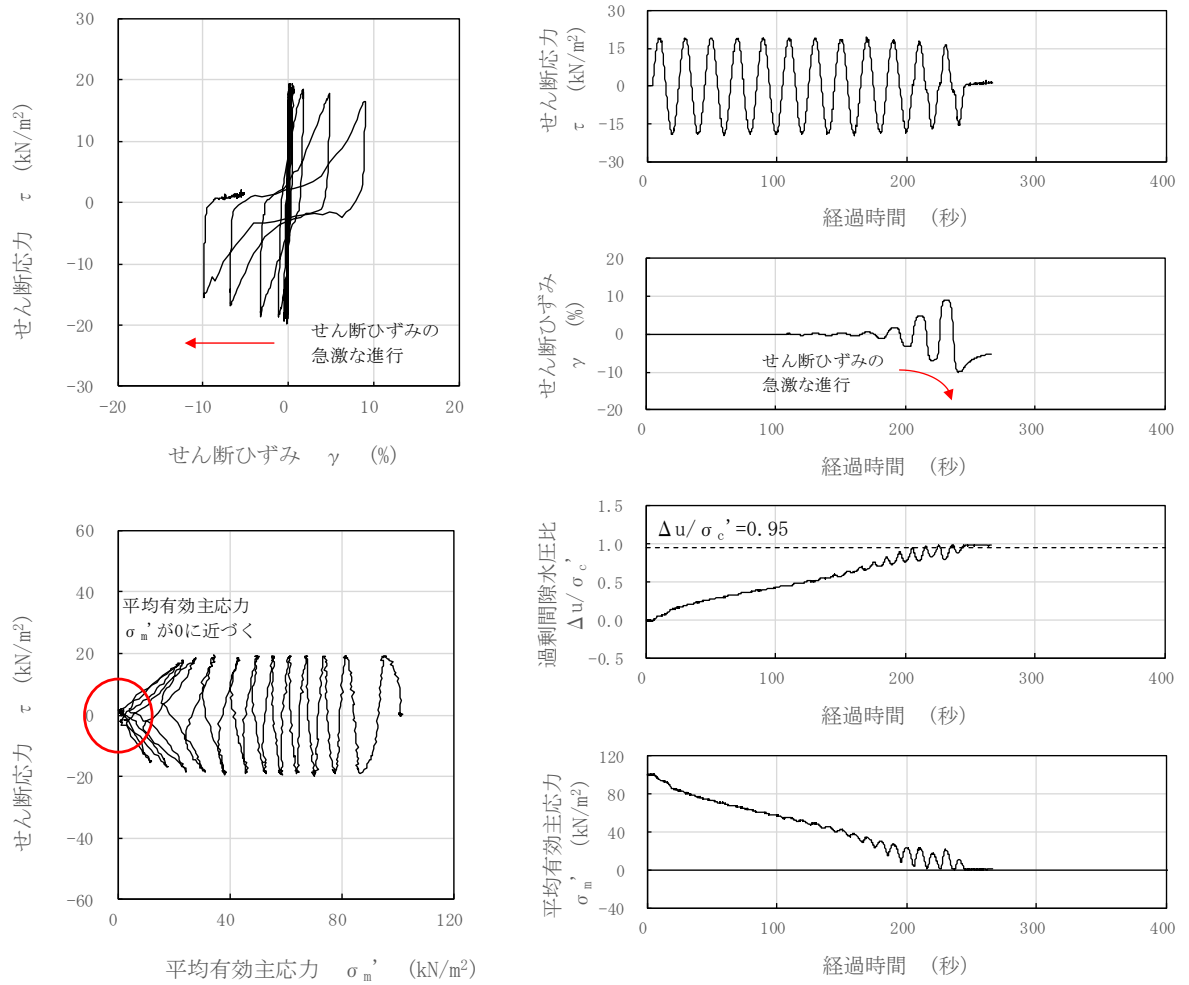 せん断応力 τ (kN/m²)
30
20
10
0
-10
-20
-30
-20
-10
0
10
20
せん断ひずみの
急激な進行
せん断ひずみ γ (%)
せん断応力
τ (kN/m²)
30
15
0
-15
-30
0
100
200
300
400
経過時間 (秒)
せん断ひずみ
γ (%)
20
10
0
-10
-20
せん断ひずみの
急激な進行
0
100
200
300
400
経過時間 (秒)
せん断応力 τ (kN/m²)
60
40
20
0
-20
-40
-60
平均有効主応力
σm'が0に近づく
0
40
80
120
平均有効主応力 σm' (kN/m²)
過剰間隙水圧比
Δu/σc'
1.5
1.0
0.5
0.0
-0.5
Δu/σc'=0.95
0
100
200
300
400
経過時間 (秒)
平均有効主応力
σm' (kN/m²)
120
80
40
0
-40
0
100
200
300
400
経過時間 (秒)